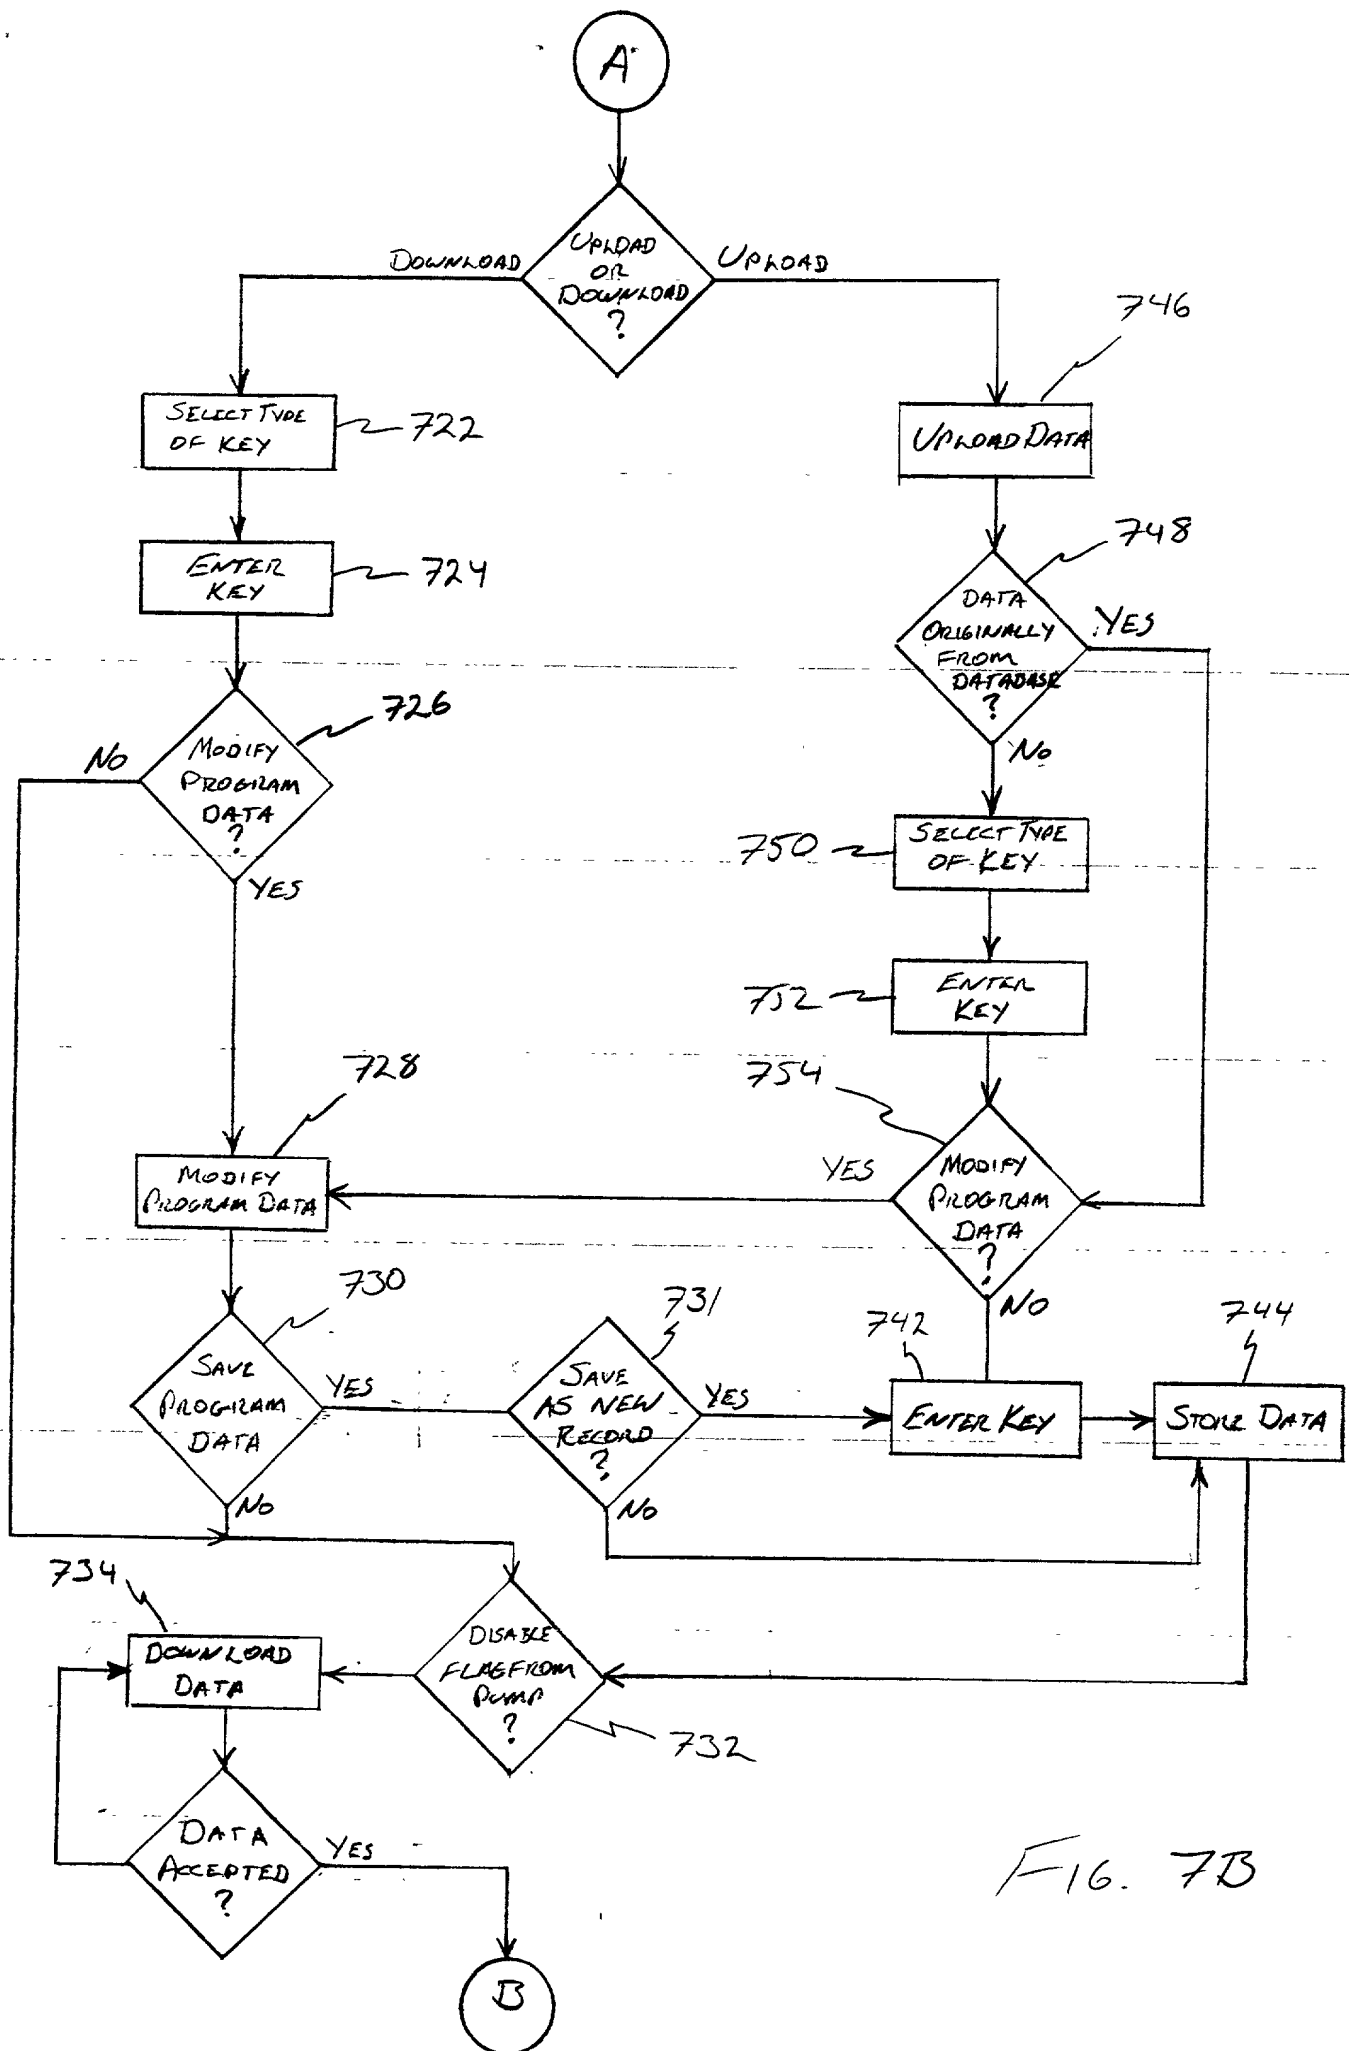 A
UPLOAD
OR
DOWNLOAD
?
DOWNLOAD
UPLOAD
746
SELECT TYPE
OF KEY
722
UPLOAD DATA
748
ENTER
KEY
724
DATA
ORIGINALLY
FROM
DATABASE
?
YES
NO
726
NO
MODIFY
PROGRAM
DATA
?
YES
750
SELECT TYPE
OF KEY
752
ENTER
KEY
728
754
MODIFY
PROGRAM DATA
YES
MODIFY
PROGRAM
DATA
?
NO
730
731
742
744
SAVE
PROGRAM
DATA
YES
NO
SAVE
AS NEW
RECORD
?
YES
NO
ENTER KEY
STORE DATA
734
DOWNLOAD
DATA
DISABLE
FLAG FROM
PUMP
?
732
DATA
ACCEPTED
?
YES
B
FIG. 7B